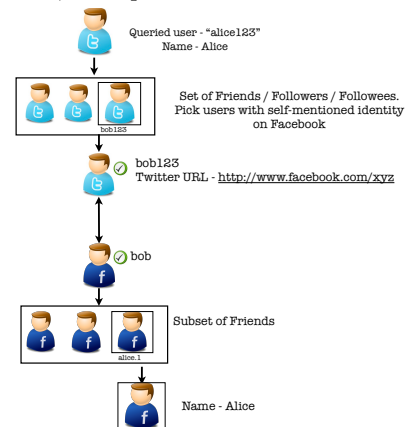 Queried user - "alice123"
Name - Alice
Set of Friends / Followers / Followees.
Pick users with self-mentioned identity
on Facebook
bob123
bob123
Twitter URL - http://www.facebook.com/xyz
bob
Subset of Friends
alice.1
Name - Alice